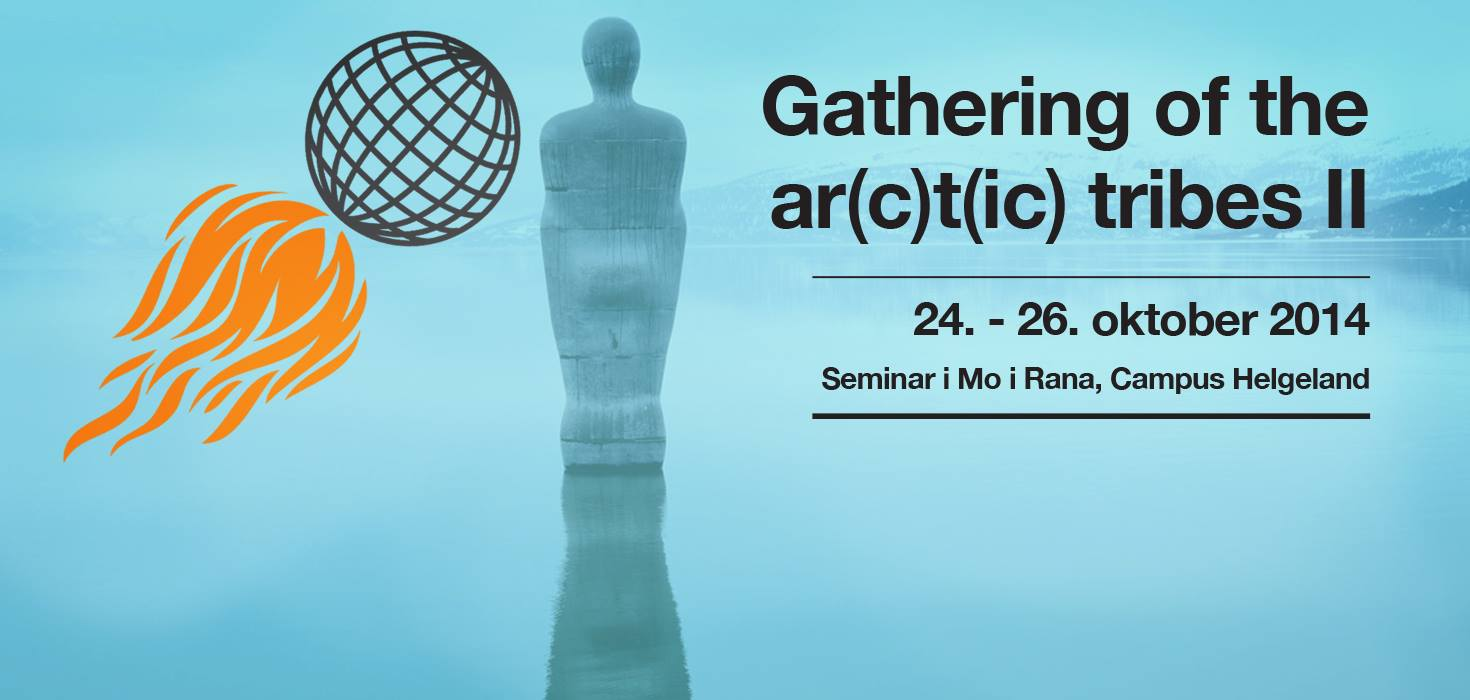 Gathering of the
ar(c)t(ic) tribes II
24. - 26. oktober 2014
Seminar i Mo i Rana, Campus Helgeland